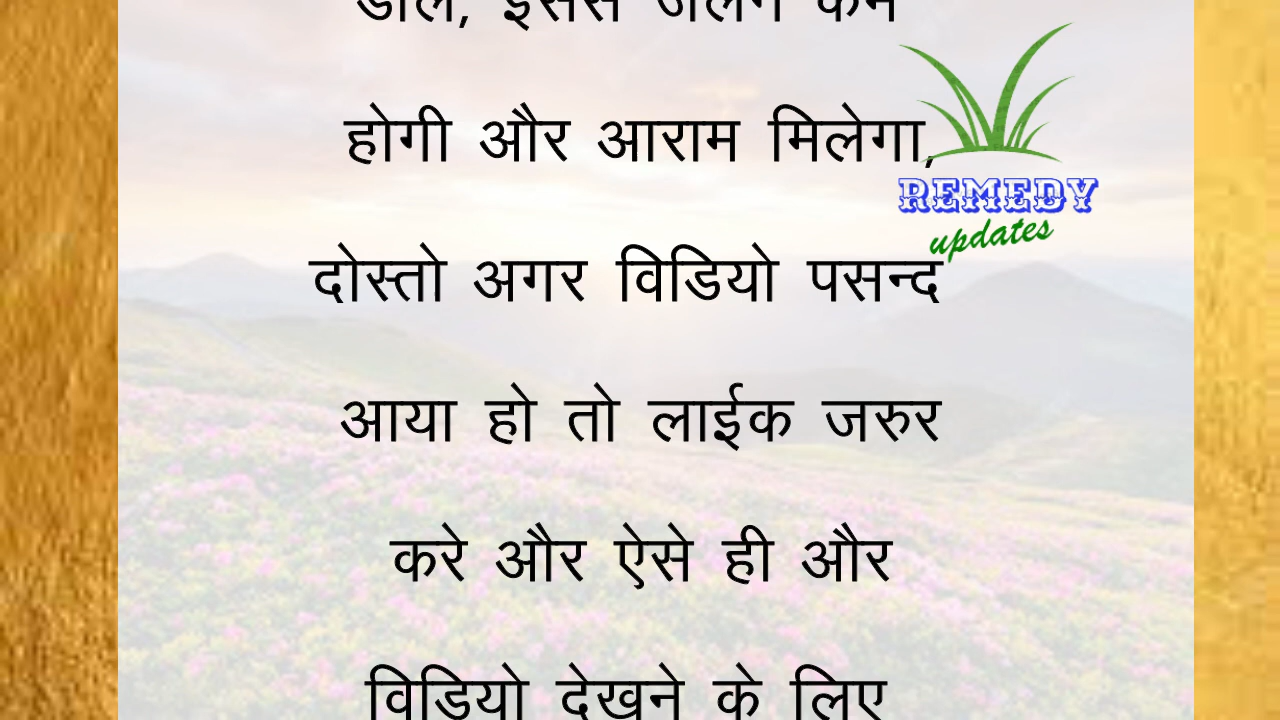 डाले, इससे जलन कम
होगी और आराम मिलेगा,
REMEDY
updates
दोस्तो अगर विडियो पसन्द
आया हो तो लाईक जरुर
करे और ऐसे ही और
विडियो देखने के लिए